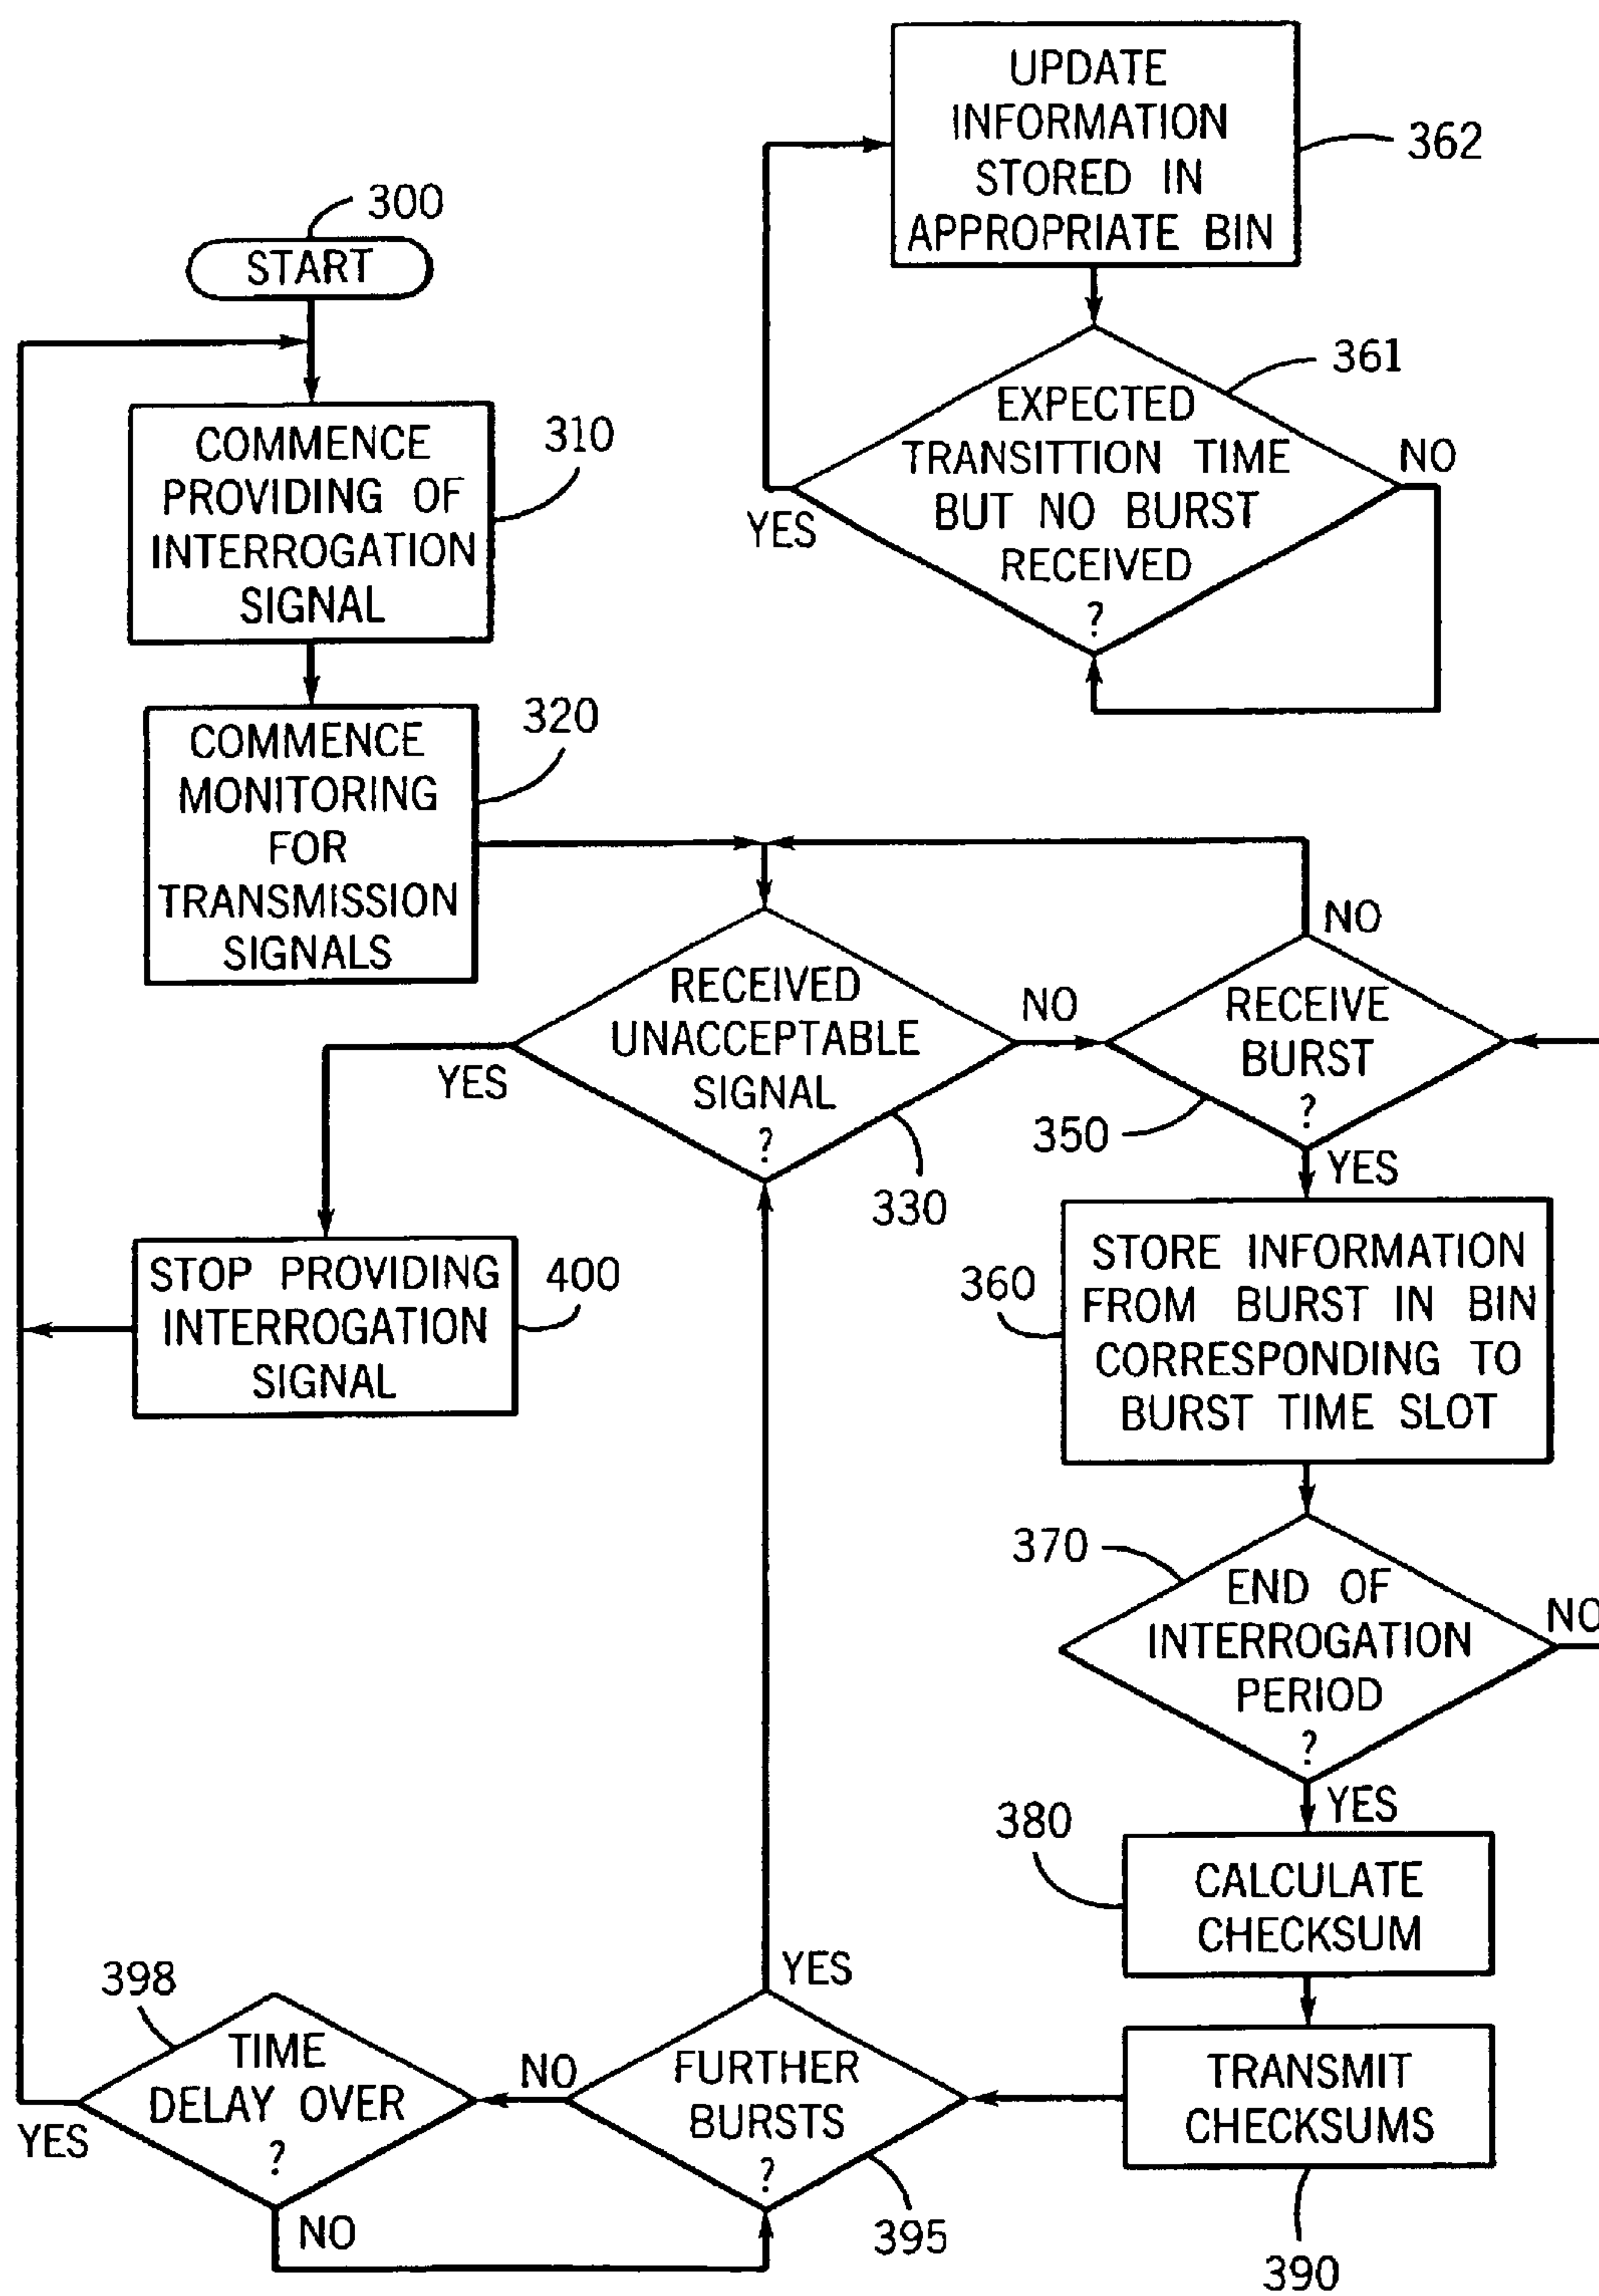 UPDATE
INFORMATION
STORED IN
APPROPRIATE BIN
362
300
START
361
EXPECTED
TRANSITTION TIME
BUT NO BURST
RECEIVED
?
NO
YES
310
COMMENCE
PROVIDING OF
INTERROGATION
SIGNAL
320
COMMENCE
MONITORING
FOR
TRANSMISSION
SIGNALS
RECEIVED
UNACCEPTABLE
SIGNAL
?
YES
NO
330
NO
RECEIVE
BURST
?
350
YES
STOP PROVIDING
INTERROGATION
SIGNAL
400
360
STORE INFORMATION
FROM BURST IN BIN
CORRESPONDING TO
BURST TIME SLOT
370
END OF
INTERROGATION
PERIOD
?
NO
YES
380
CALCULATE
CHECKSUM
398
TIME
DELAY OVER
?
YES
NO
YES
NO
FURTHER
BURSTS
?
395
TRANSMIT
CHECKSUMS
390